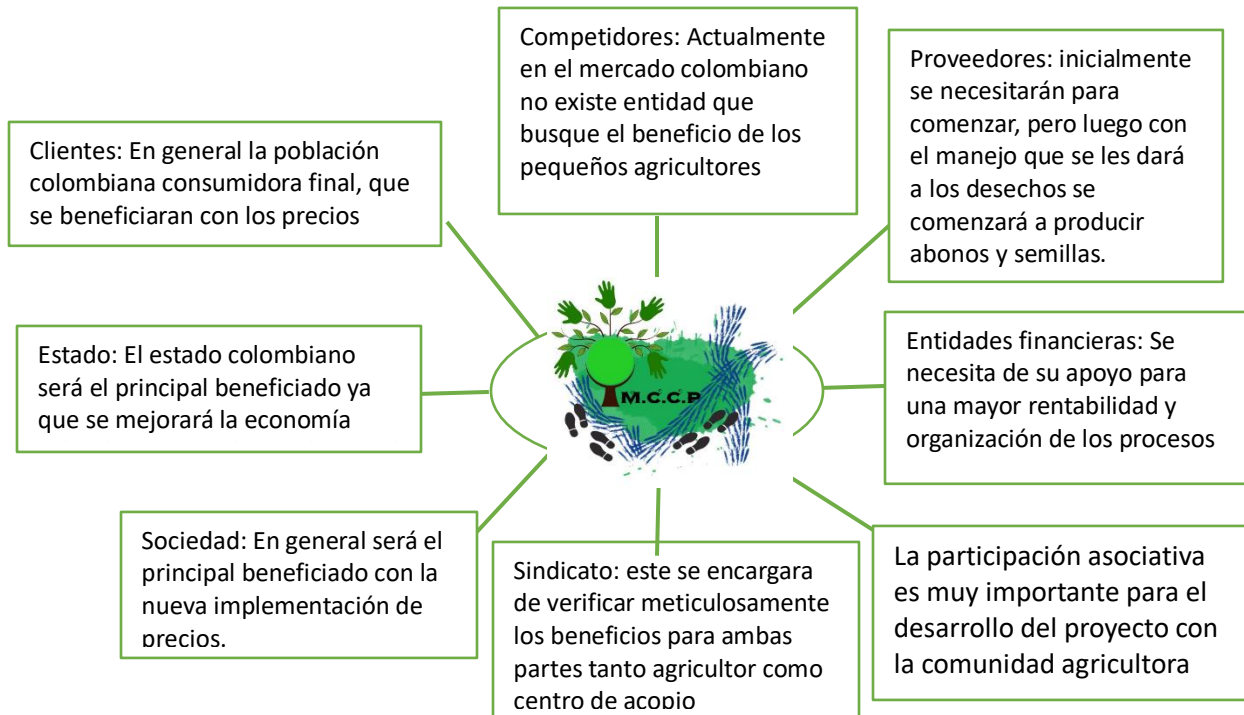 Competidores: Actualmente
en el mercado colombiano
no existe entidad que
busque el beneficio de los
pequeños agricultores
Proveedores: inicialmente
se necesitarán para
comenzar, pero luego con
el manejo que se les dará
a los desechos se
comenzará a producir
abonos y semillas.
Clientes: En general la población
colombiana consumidora final, que
se beneficiaran con los precios
Estado: El estado colombiano
será el principal beneficiado ya
que se mejorará la economía
M.C.C.P
Entidades financieras: Se
necesita de su apoyo para
una mayor rentabilidad y
organización de los procesos
Sociedad: En general será el
principal beneficiado con la
nueva implementación de
precios.
Sindicato: este se encargara
de verificar meticulosamente
los beneficios para ambas
partes tanto agricultor como
centro de acopio
La participación asociativa
es muy importante para el
desarrollo del proyecto con
la comunidad agricultora